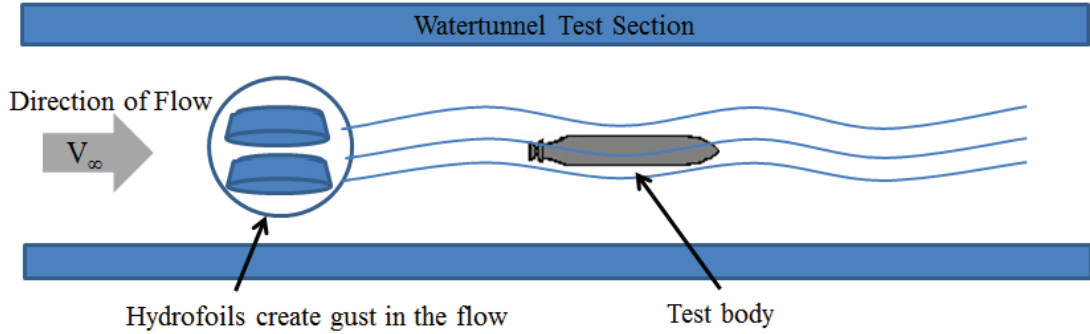 Watertunnel Test Section
Direction of Flow
V∞
Hydrofoils create gust in the flow
Test body